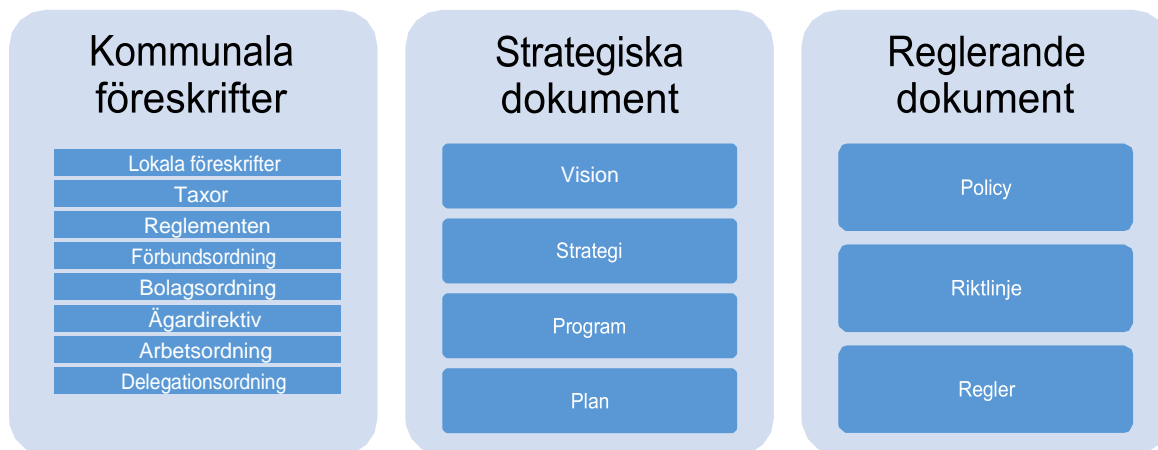 Kommunala
föreskrifter
Lokala föreskrifter
Taxor
Reglementen
Förbundsordning
Bolagsordning
Ägardirektiv
Arbetsordning
Delegationsordning
Strategiska
dokument
Vision
Strategi
Program
Plan
Reglerande
dokument
Policy
Riktlinje
Regler